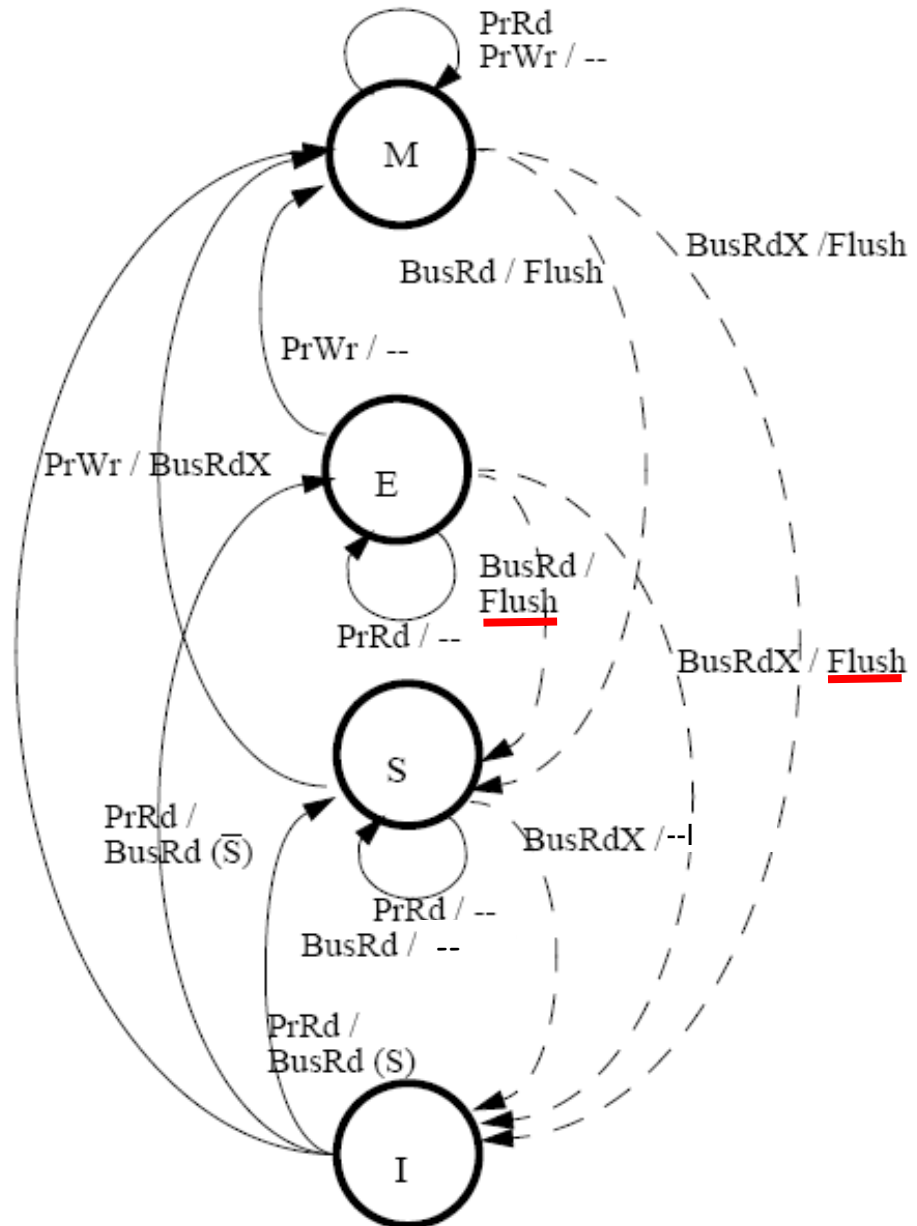 PrRd
PrWr / --
M
BusRd / Flush
BusRdX /Flush
PrWr / --
PrWr / BusRdX
E
BusRd /
Flush
PrRd / --
BusRdX / Flush
S
PrRd /
BusRd (S̅)
BusRdX / --
PrRd / --
BusRd / --
PrRd /
BusRd (S)
I